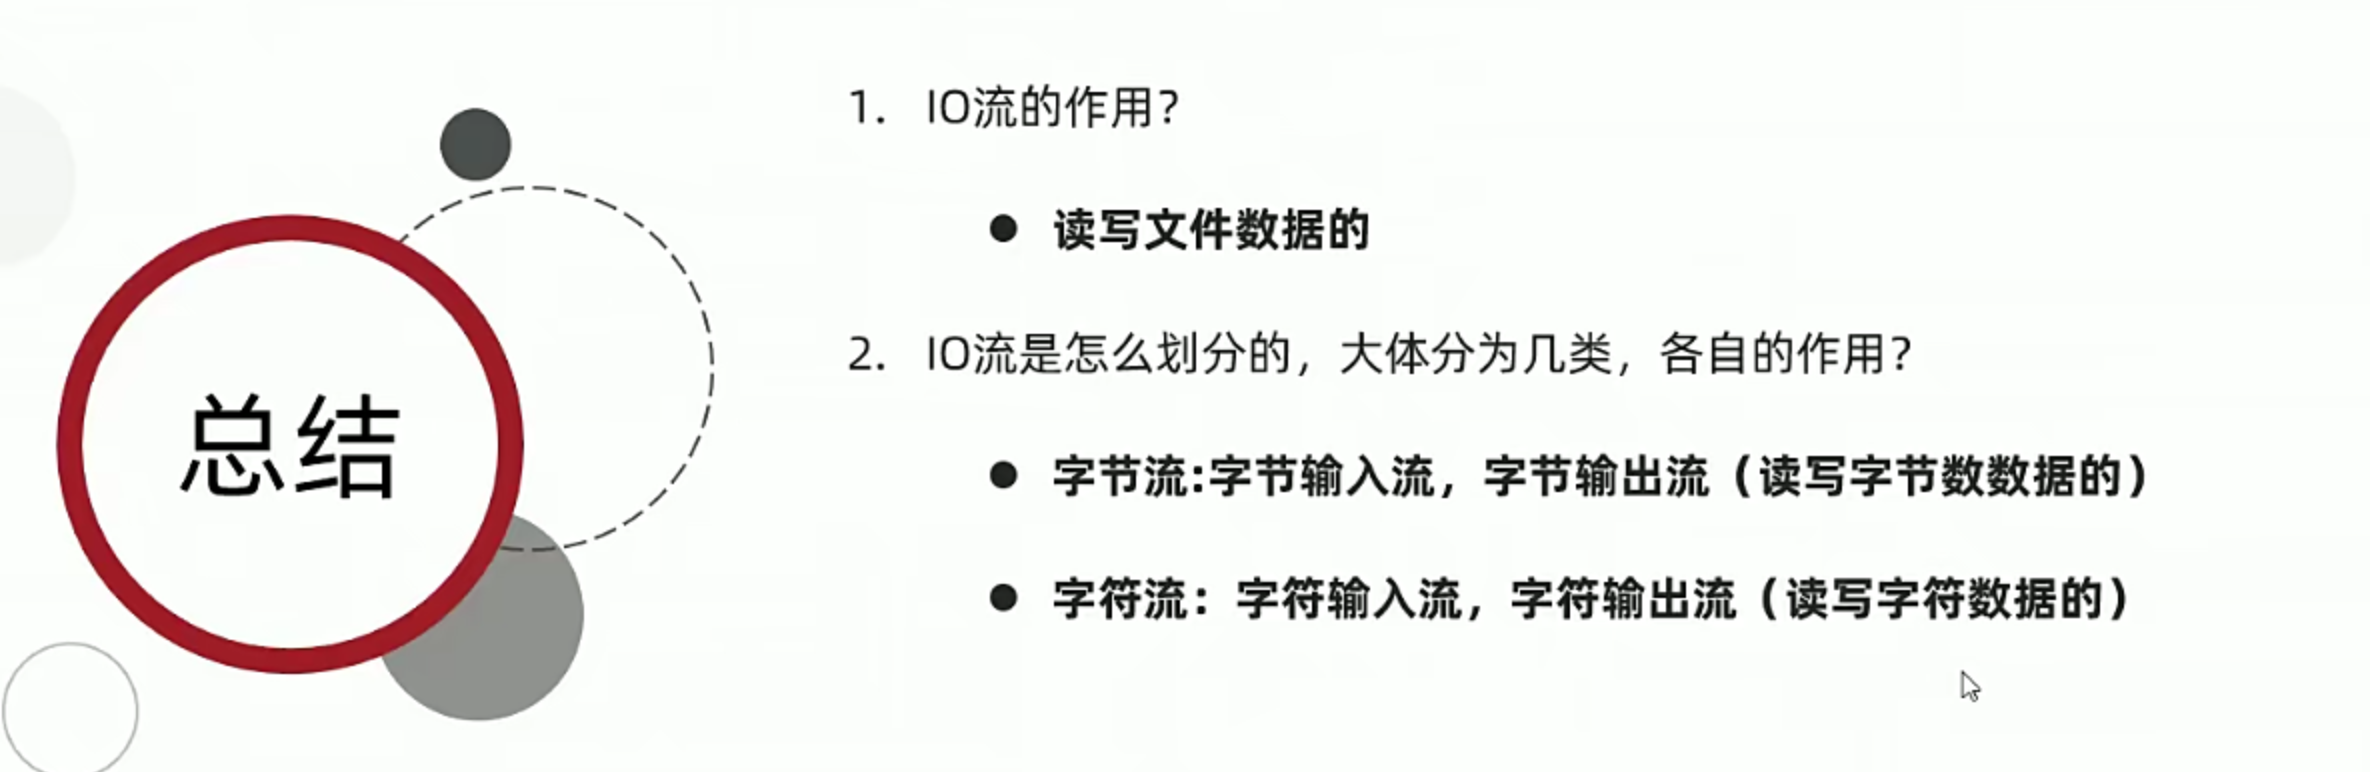 总结
1. IO流的作用?
● 读写文件数据的
2. IO流是怎么划分的，大体分为几类，各自的作用?
● 字节流:字节输入流，字节输出流（读写字节数数据的）
● 字符流：字符输入流，字符输出流（读写字符数据的）